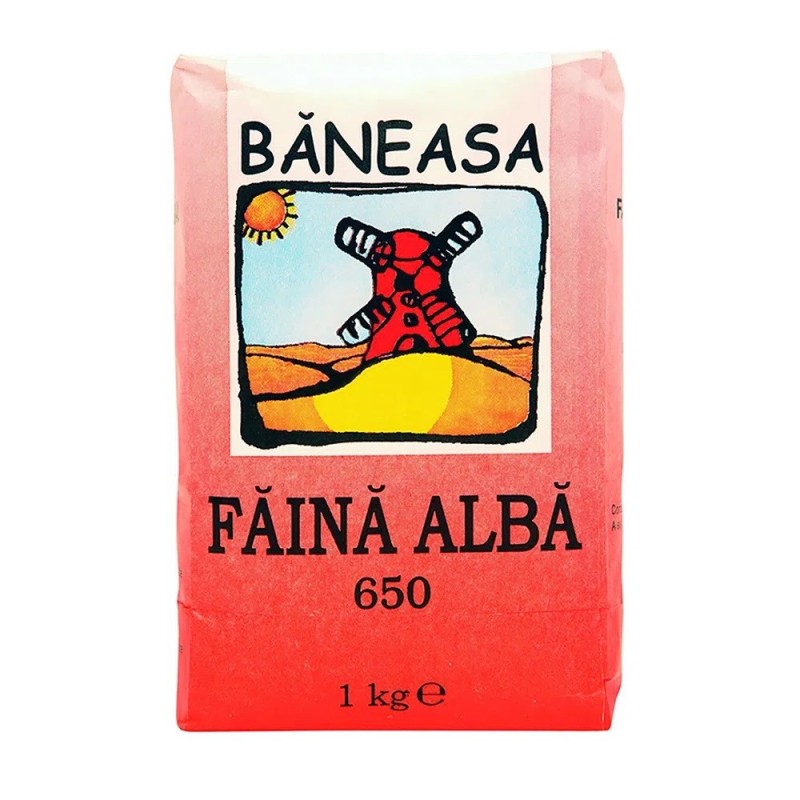 BĂNEASA
FĂINĂ ALBĂ
650
1 kg ℮